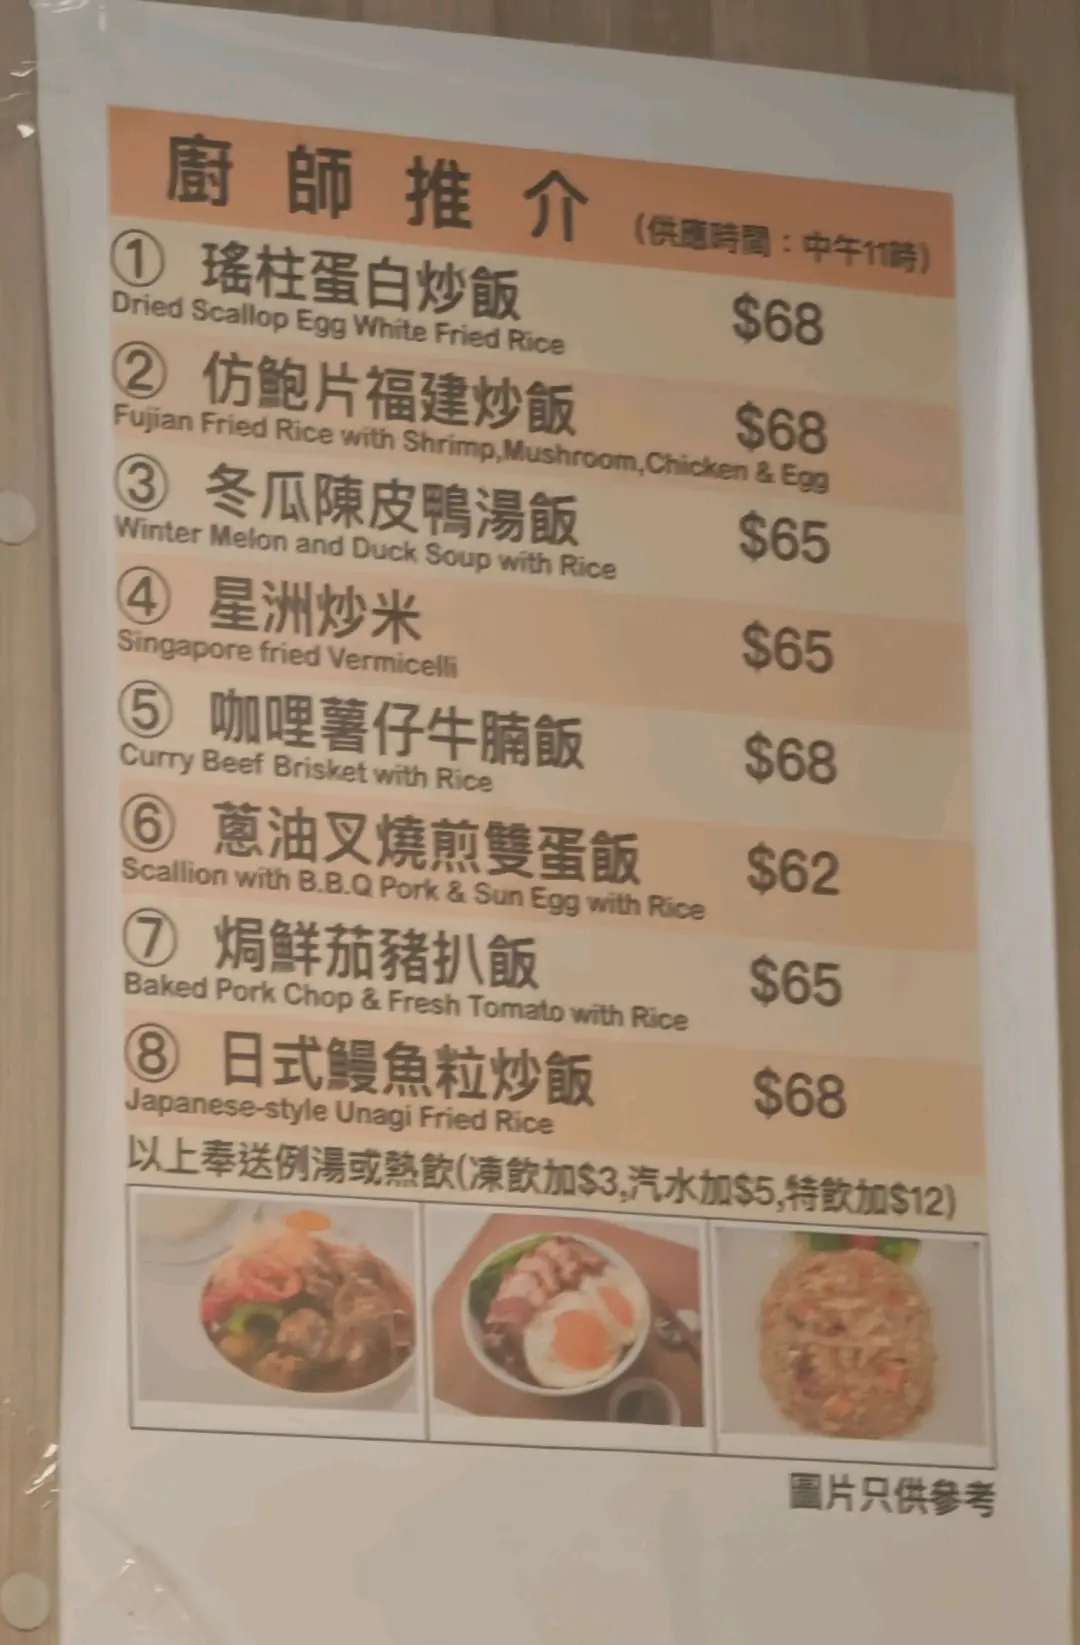 廚師推介 (供應時間：中午11時)
① 瑤柱蛋白炒飯 $68
Dried Scallop Egg White Fried Rice
② 仿鮑片福建炒飯 $68
Fujian Fried Rice with Shrimp,Mushroom,Chicken & Egg
③ 冬瓜陳皮鴨湯飯 $65
Winter Melon and Duck Soup with Rice
④ 星洲炒米 $65
Singapore fried Vermicelli
⑤ 咖哩薯仔牛腩飯 $68
Curry Beef Brisket with Rice
⑥ 蔥油叉燒煎雙蛋飯 $62
Scallion with B.B.Q Pork & Sun Egg with Rice
⑦ 焗鮮茄豬扒飯 $65
Baked Pork Chop & Fresh Tomato with Rice
⑧ 日式鰻魚粒炒飯 $68
Japanese-style Unagi Fried Rice
以上奉送例湯或熱飲(凍飲加$3,汽水加$5,特飲加$12)
圖片只供參考